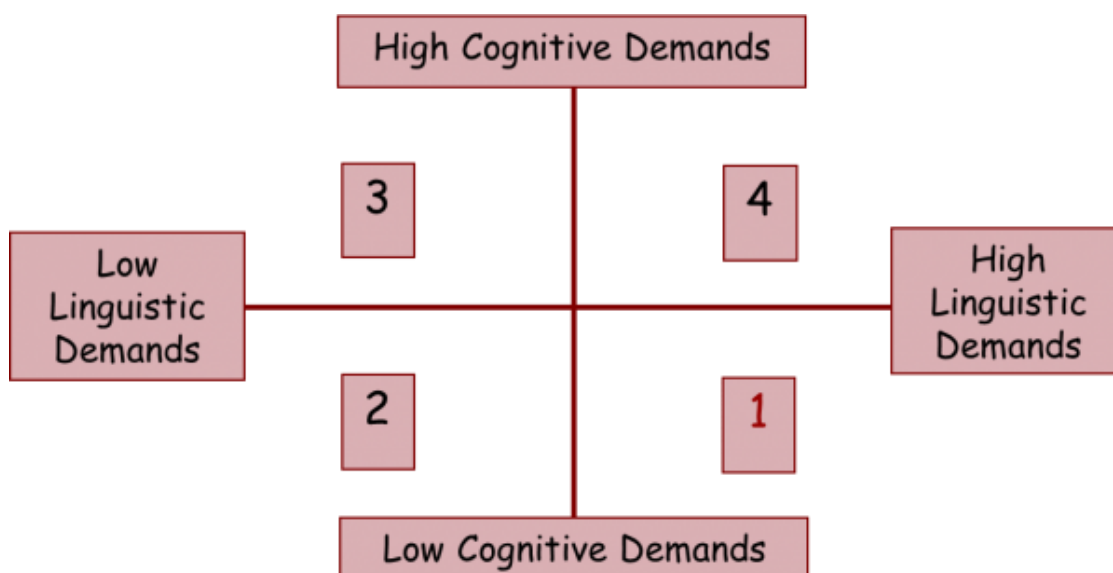 High Cognitive Demands
3
4
Low
Linguistic
Demands
High
Linguistic
Demands
2
1
Low Cognitive Demands